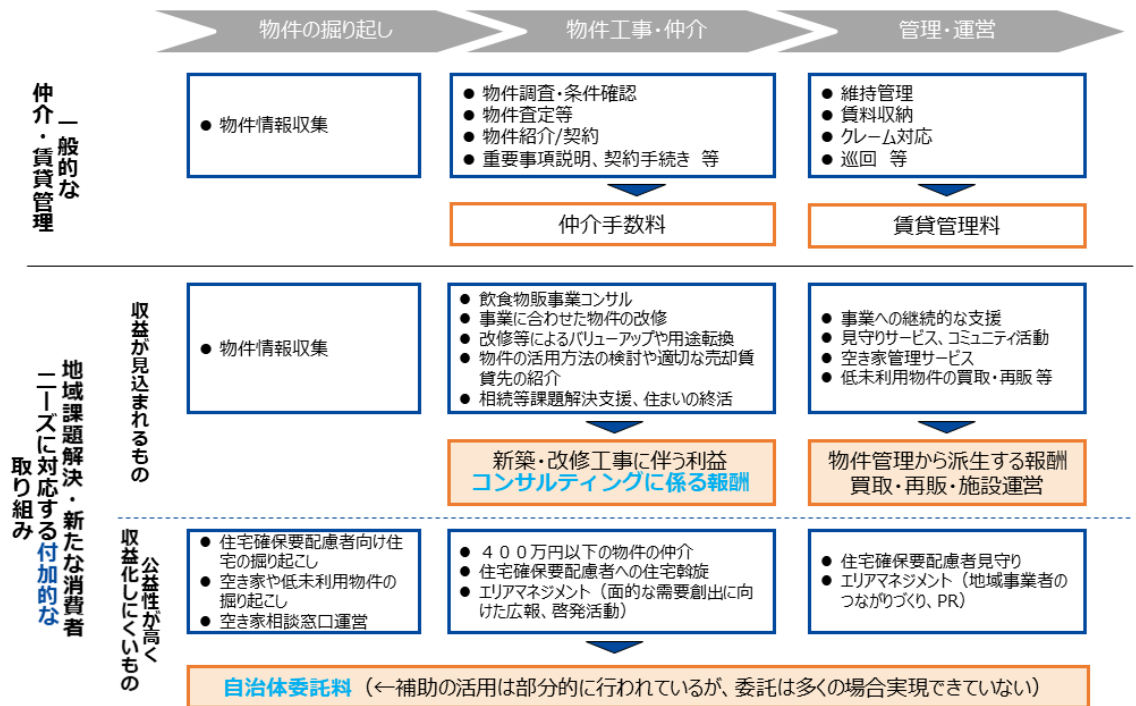 物件の掘り起し
物件工事・仲介
管理・運営
一般的な
仲介・賃貸管理
● 物件情報収集
● 物件調査・条件確認
● 物件査定等
● 物件紹介/契約
● 重要事項説明、契約手続き 等
● 維持管理
● 賃料収納
● クレーム対応
● 巡回 等
仲介手数料
賃貸管理料
地域課題解決・新たな消費者
ニーズに対応する付加的な
取り組み
収益が見込まれるもの
● 物件情報収集
● 飲食物販事業コンサル
● 事業に合わせた物件の改修
● 改修等によるバリューアップや用途転換
● 物件の活用方法の検討や適切な売却賃
貸先の紹介
● 相続等課題解決支援、住まいの終活
● 事業への継続的な支援
● 見守りサービス、コミュニティ活動
● 空き家管理サービス
● 低未利用物件の買取・再販 等
新築・改修工事に伴う利益
コンサルティングに係る報酬
物件管理から派生する報酬
買取・再販・施設運営
公益性が高く
収益化しにくいもの
● 住宅確保要配慮者向け住
宅の掘り起こし
● 空き家や低未利用物件の
掘り起こし
● 空き家相談窓口運営
● ４００万円以下の物件の仲介
● 住宅確保要配慮者への住宅斡旋
● エリアマネジメント（面的な需要創出に向
けた広報、啓発活動）
● 住宅確保要配慮者見守り
● エリアマネジメント（地域事業者の
つながりづくり、PR）
自治体委託料（←補助の活用は部分的に行われているが、委託は多くの場合実現できていない）